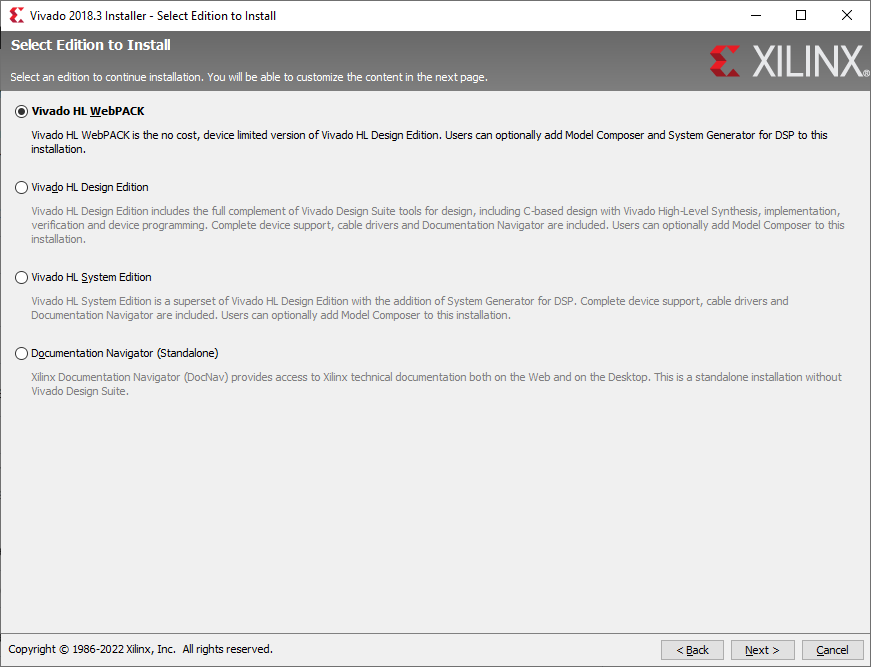 Vivado 2018.3 Installer - Select Edition to Install
Select Edition to Install
Select an edition to continue installation. You will be able to customize the content in the next page.
XILINX®
Vivado HL WebPACK
Vivado HL WebPACK is the no cost, device limited version of Vivado HL Design Edition. Users can optionally add Model Composer and System Generator for DSP to this
installation.
Vivado HL Design Edition
Vivado HL Design Edition includes the full complement of Vivado Design Suite tools for design, including C-based design with Vivado High-Level Synthesis, implementation,
verification and device programming. Complete device support, cable drivers and Documentation Navigator are included. Users can optionally add Model Composer to this
installation.
Vivado HL System Edition
Vivado HL System Edition is a superset of Vivado HL Design Edition with the addition of System Generator for DSP. Complete device support, cable drivers and
Documentation Navigator are included. Users can optionally add Model Composer to this installation.
Documentation Navigator (Standalone)
Xilinx Documentation Navigator (DocNav) provides access to Xilinx technical documentation both on the Web and on the Desktop. This is a standalone installation without
Vivado Design Suite.
Copyright © 1986-2022 Xilinx, Inc. All rights reserved.
< Back
Next >
Cancel